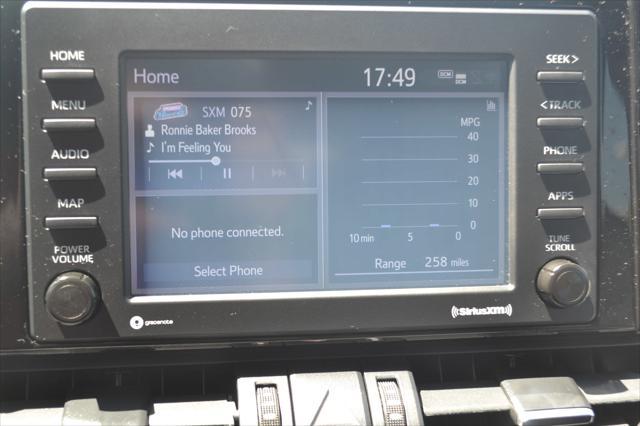 HOME
MENU
AUDIO
MAP
POWER
VOLUME
Home
17:49
DCM
DCM
SXM 075
Ronnie Baker Brooks
I'm Feeling You
No phone connected.
Select Phone
MPG
40
30
20
10
0
10 min 5 0
Range 258 miles
SEEK >
< TRACK
PHONE
APPS
TUNE
SCROLL
gracenote
((SiriusXM))